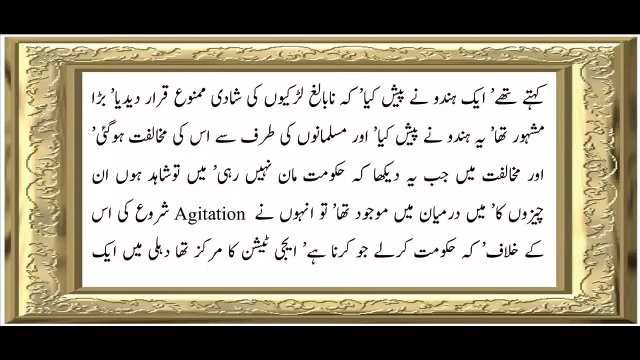 کہتے تھے’ ایک ہندو نے پیش کیا’ کہ نابالغ لڑکیوں کی شادی ممنوع قرار دیدیا’ بڑا
مشہور تھا’ یہ ہندو نے پیش کیا’ اور مسلمانوں کی طرف سے اس کی مخالفت ہوگئی’
اور مخالفت میں جب یہ دیکھا کہ حکومت مان نہیں رہی’ میں تو شاہد ہوں ان
چیزوں کا’ میں درمیان میں موجود تھا’ تو انہوں نے Agitation شروع کی اس
کے خلاف’ کہ حکومت کرلے جو کرنا ہے’ ایجی ٹیشن کا مرکز تھا دہلی میں ایک